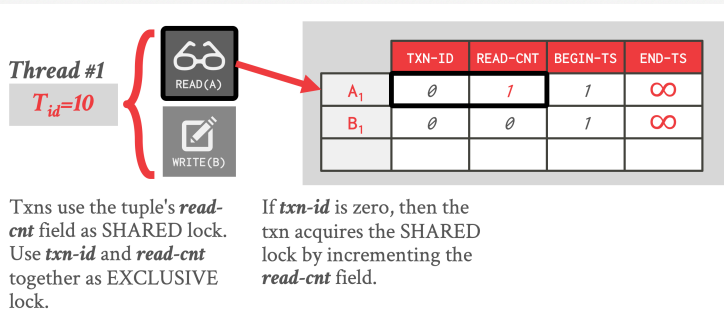 Thread #1
Tid=10
READ(A)
WRITE(B)
TXN-ID READ-CNT BEGIN-TS END-TS
A1 0 1 1 ∞
B1 0 0 1 ∞
Txns use the tuple's read-
cnt field as SHARED lock.
Use txn-id and read-cnt
together as EXCLUSIVE
lock.
If txn-id is zero, then the
txn acquires the SHARED
lock by incrementing the
read-cnt field.